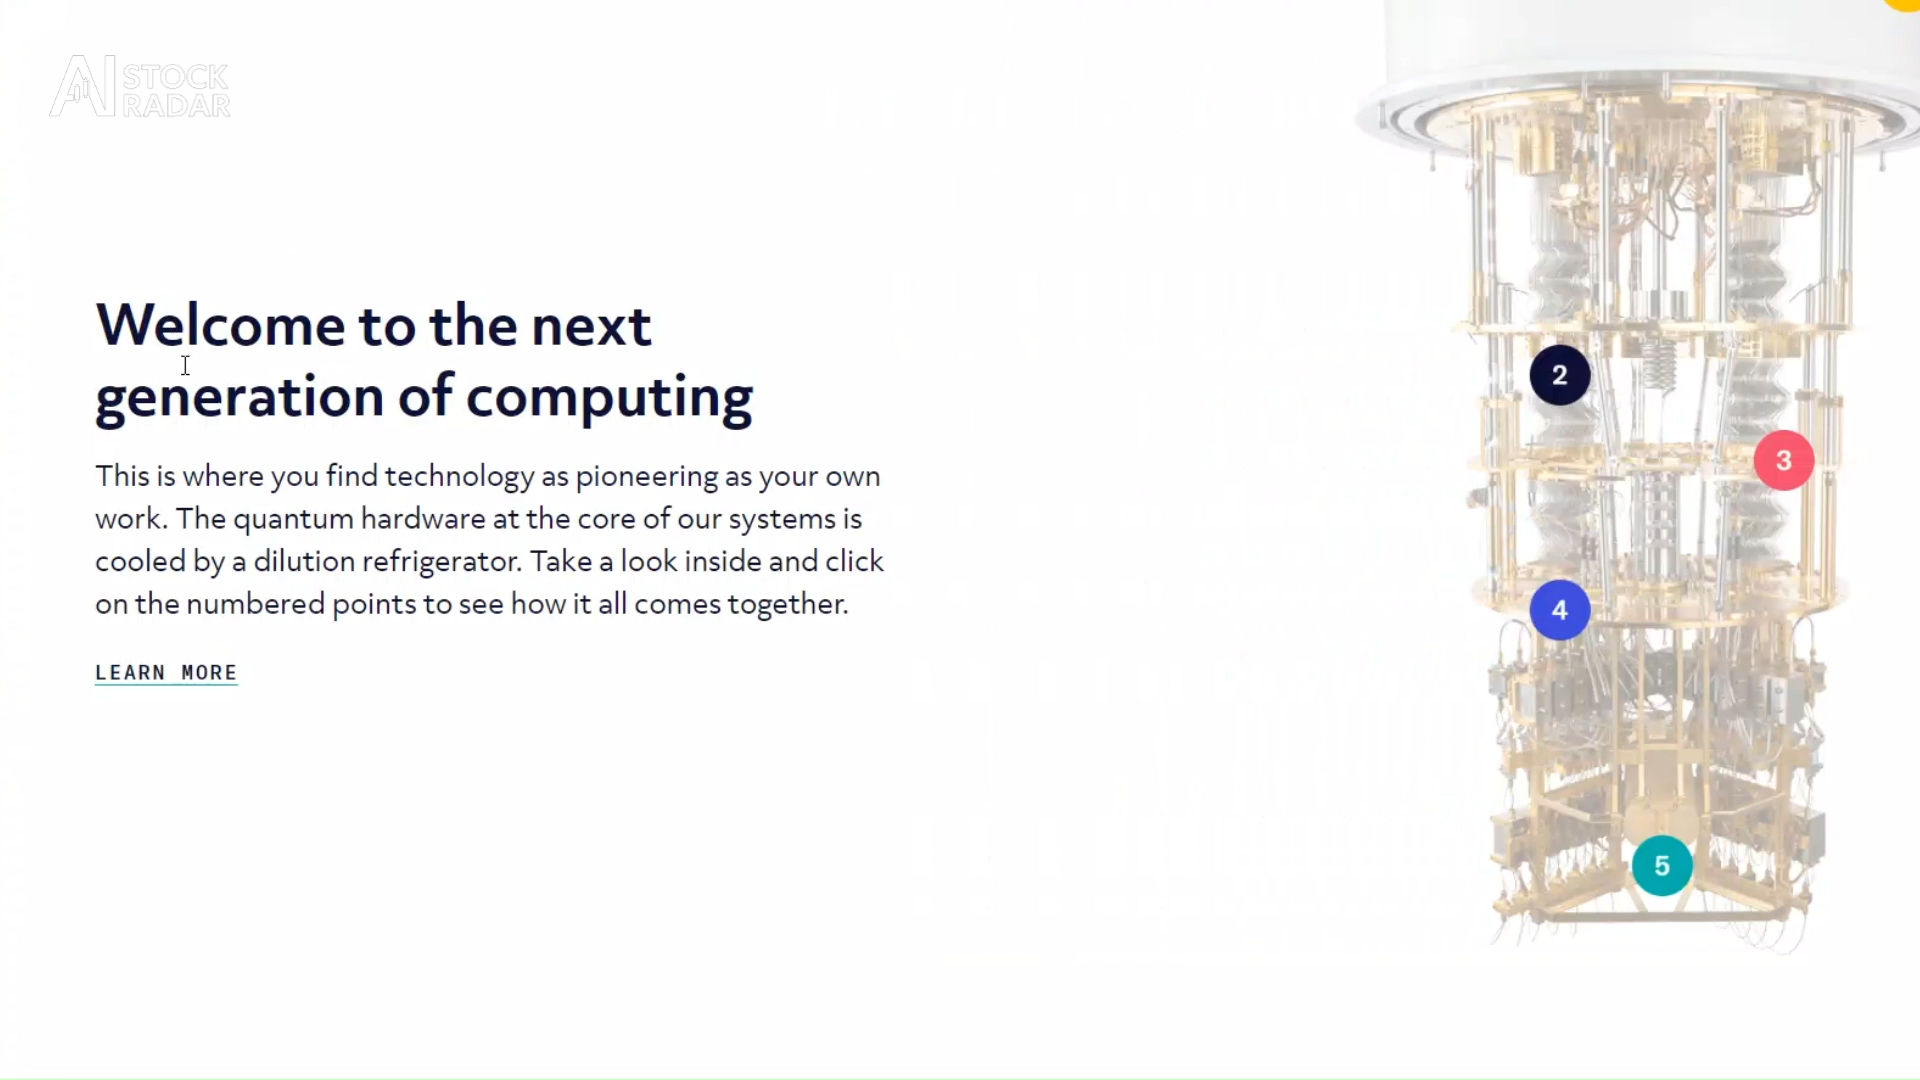 AI STOCK
RADAR
Welcome to the next
generation of computing
This is where you find technology as pioneering as your own
work. The quantum hardware at the core of our systems is
cooled by a dilution refrigerator. Take a look inside and click
on the numbered points to see how it all comes together.
LEARN MORE
2
3
4
5